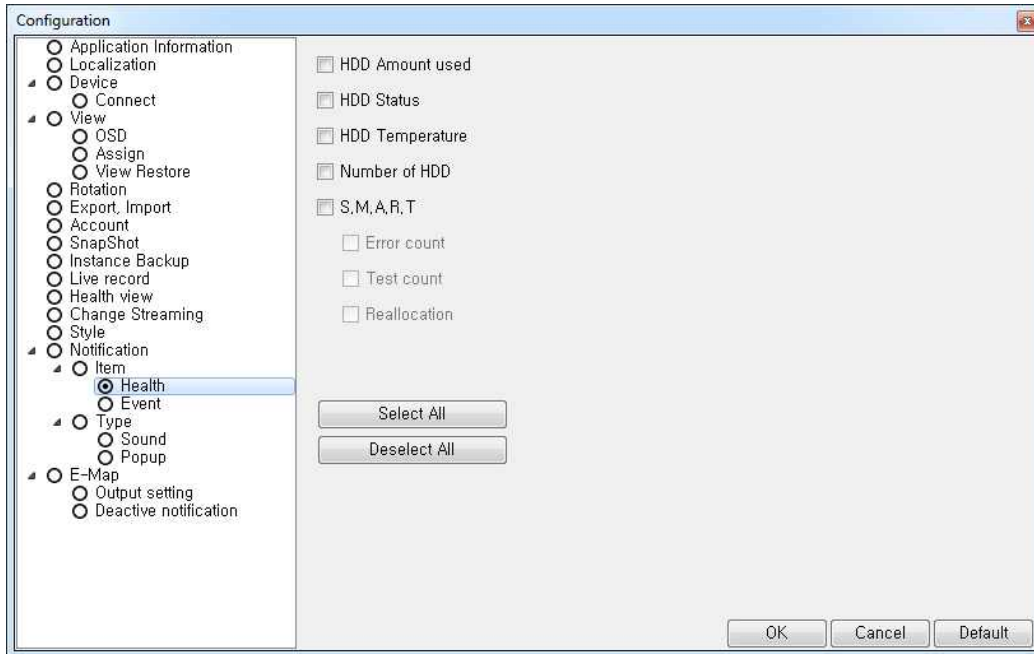 Configuration
Application Information
Localization
Device
Connect
View
OSD
Assign
View Restore
Rotation
Export, Import
Account
SnapShot
Instance Backup
Live record
Health view
Change Streaming
Style
Notification
Item
Health
Event
Type
Sound
Popup
E-Map
Output setting
Deactive notification
HDD Amount used
HDD Status
HDD Temperature
Number of HDD
S,M,A,R,T
Error count
Test count
Reallocation
Select All
Deselect All
OK
Cancel
Default